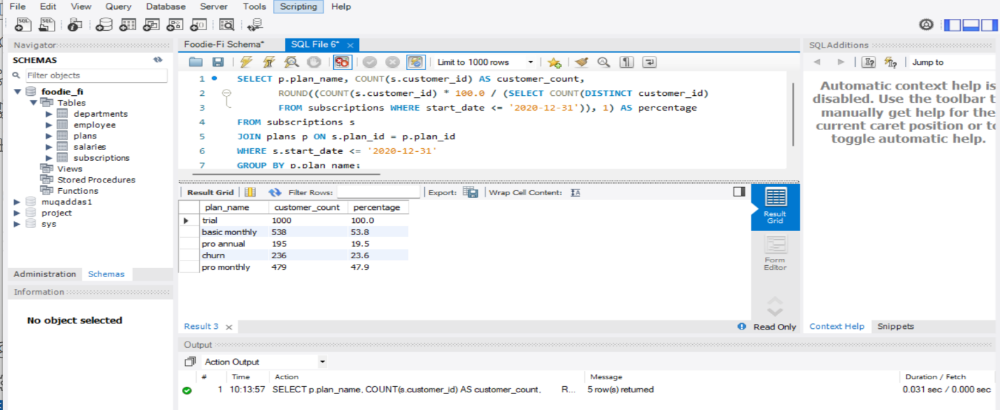 File Edit View Query Database Server Tools Scripting Help
Navigator
SCHEMAS
Filter objects
foodie_fi
Tables
departments
employee
plans
salaries
subscriptions
Views
Stored Procedures
Functions
muqaddas1
project
sys
Administration Schemas
Information
No object selected
Foodie-Fi Schema* SQL File 6*
Limit to 1000 rows
1 SELECT p.plan_name, COUNT(s.customer_id) AS customer_count,
2 ROUND((COUNT(s.customer_id) * 100.0 / (SELECT COUNT(DISTINCT customer_id)
3 FROM subscriptions WHERE start_date <= '2020-12-31')), 1) AS percentage
4 FROM subscriptions s
5 JOIN plans p ON s.plan_id = p.plan_id
6 WHERE s.start_date <= '2020-12-31'
7 GROUP BY p.plan_name;
Result Grid Filter Rows: Export: Wrap Cell Content: IA
plan_name customer_count percentage
trial 1000 100.0
basic monthly 538 53.8
pro annual 195 19.5
churn 236 23.6
pro monthly 479 47.9
Result
Grid
Form
Editor
Result 3 Read Only
SQLAdditions
Jump to
Automatic context help is
disabled. Use the toolbar t
manually get help for the
current caret position or to
toggle automatic help.
Context Help Snippets
Output
Action Output
# Time Action Message Duration / Fetch
1 10:13:57 SELECT p.plan_name, COUNT(s.customer_id) AS customer_count, R... 5 row(s) returned 0.031 sec / 0.000 sec